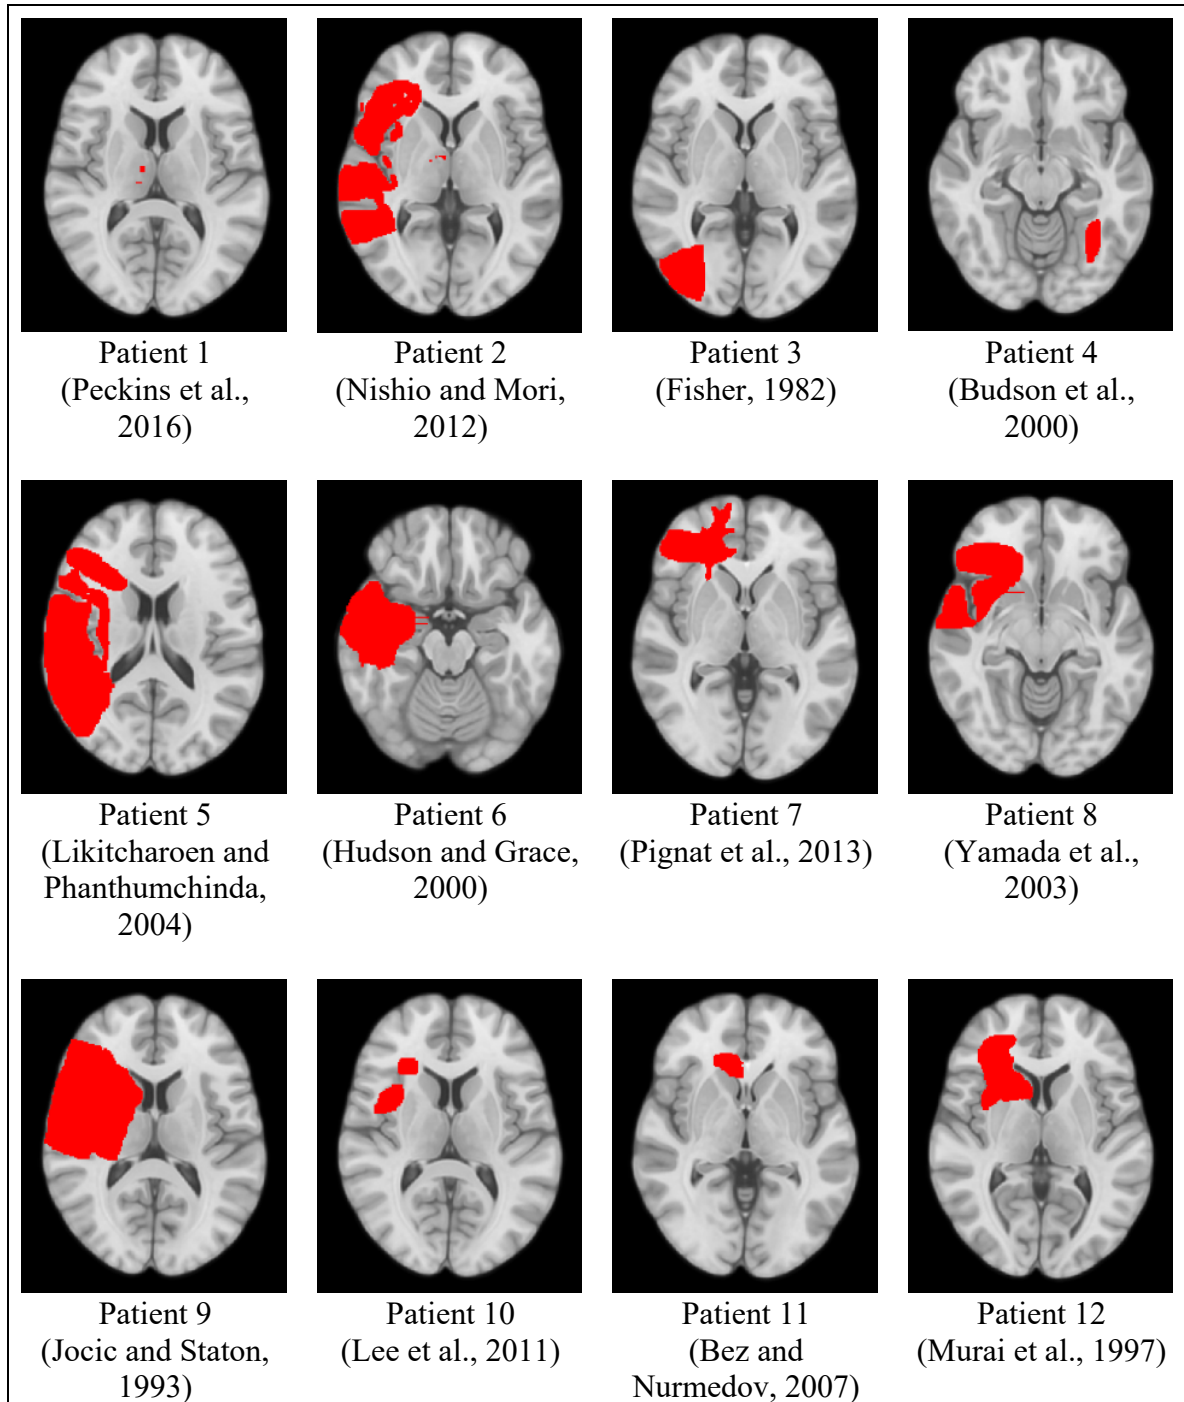 Patient 1
(Peckins et al.,
2016)
Patient 2
(Nishio and Mori,
2012)
Patient 3
(Fisher, 1982)
Patient 4
(Budson et al.,
2000)
Patient 5
(Likitcharoen and
Phanthumchinda,
2004)
Patient 6
(Hudson and Grace,
2000)
Patient 7
(Pignat et al., 2013)
Patient 8
(Yamada et al.,
2003)
Patient 9
(Jocic and Staton,
1993)
Patient 10
(Lee et al., 2011)
Patient 11
(Bez and
Nurmedov, 2007)
Patient 12
(Murai et al., 1997)